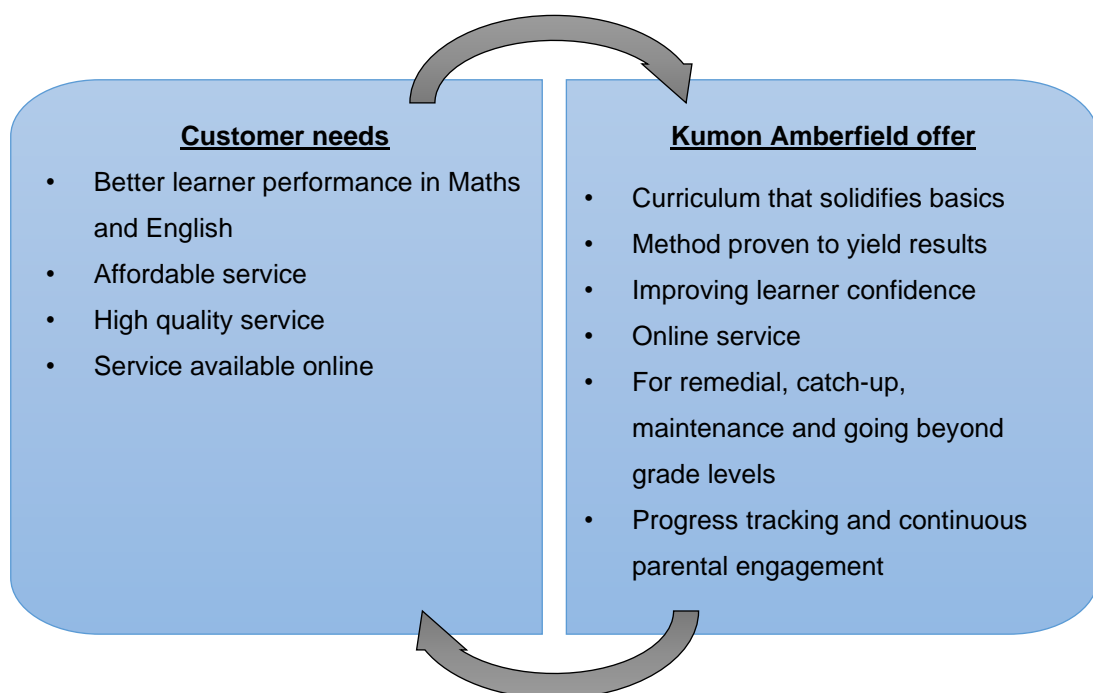 Customer needs
• Better learner performance in Maths
and English
• Affordable service
• High quality service
• Service available online
Kumon Amberfield offer
• Curriculum that solidifies basics
• Method proven to yield results
• Improving learner confidence
• Online service
• For remedial, catch-up,
maintenance and going beyond
grade levels
• Progress tracking and continuous
parental engagement